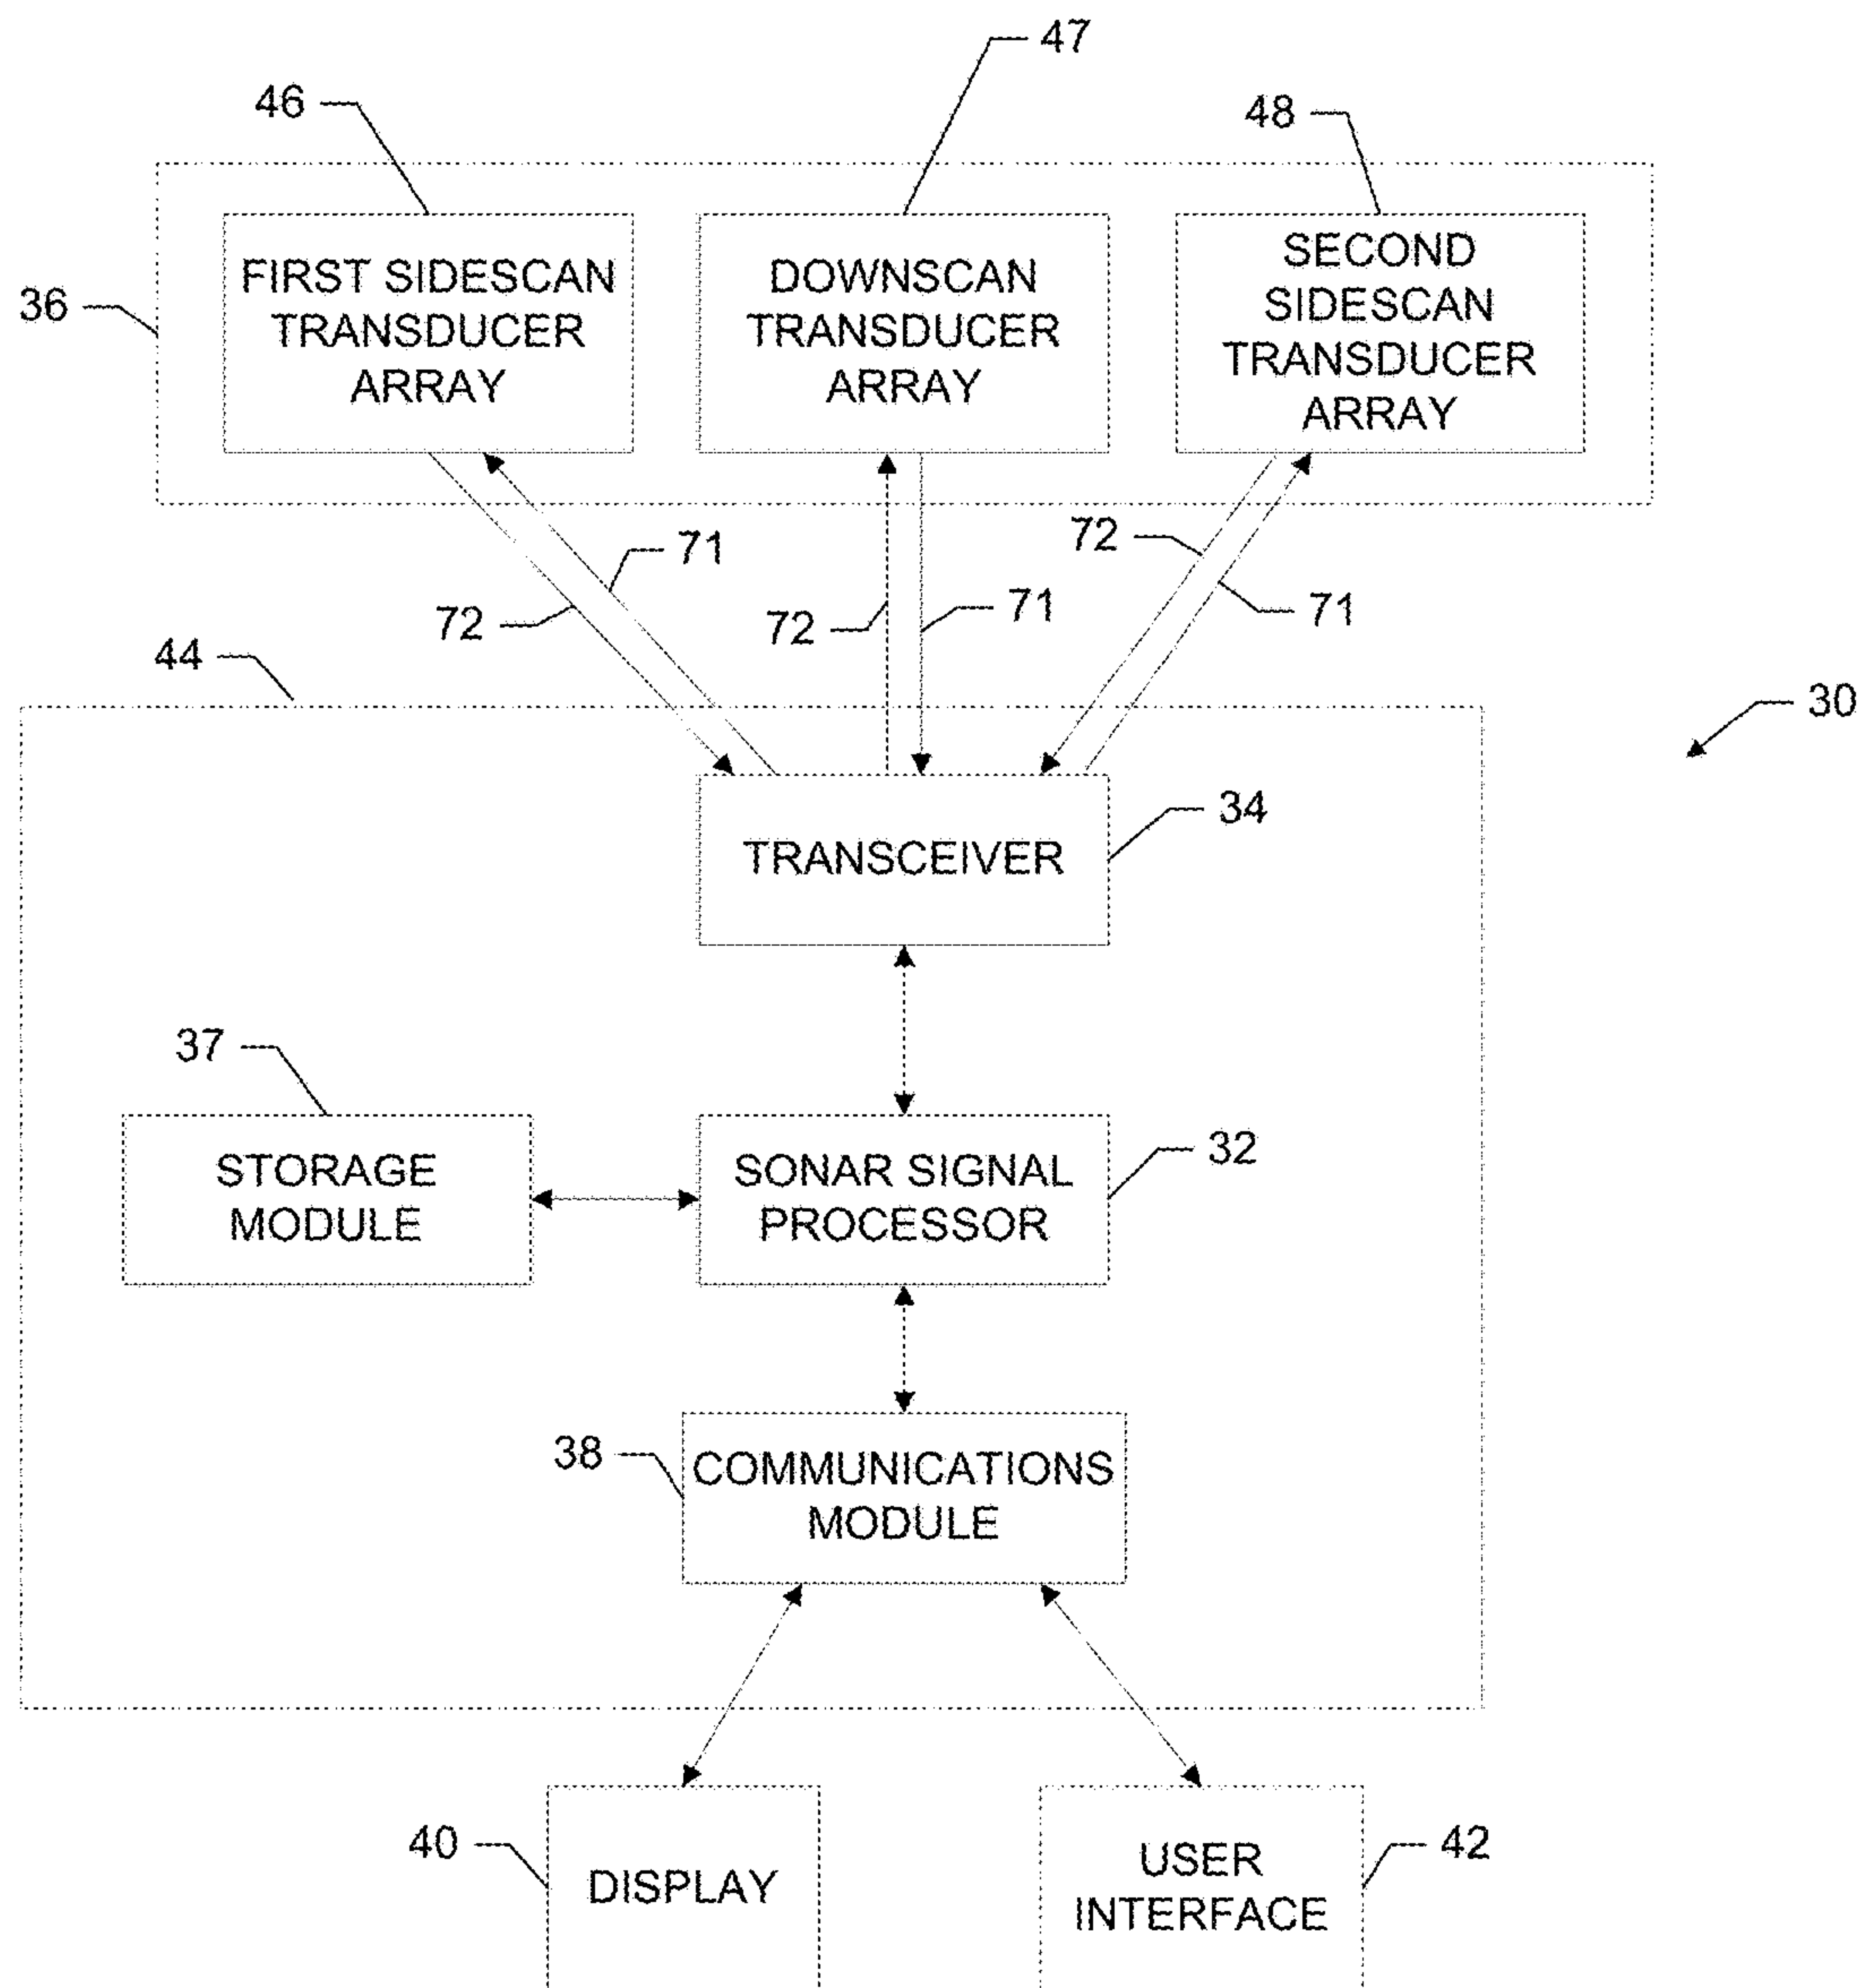 47
46
48
36
FIRST SIDESCAN
TRANSDUCER
ARRAY
DOWNSCAN
TRANSDUCER
ARRAY
SECOND
SIDESCAN
TRANSDUCER
ARRAY
72
71
72
71
72
71
44
30
TRANSCEIVER
34
37
STORAGE
MODULE
SONAR SIGNAL
PROCESSOR
32
38
COMMUNICATIONS
MODULE
40
DISPLAY
USER
INTERFACE
42